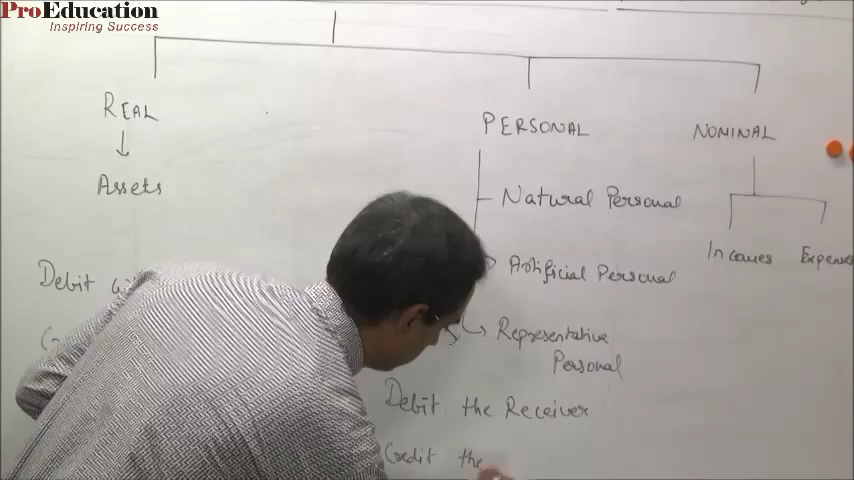 ProEducation
Inspiring Success
REAL
Assets
Debit
PERSONAL
Natural Personal
Artificial Personal
Representative
Personal
Debit the Receiver
Credit the
NOMINAL
Incomes Expense